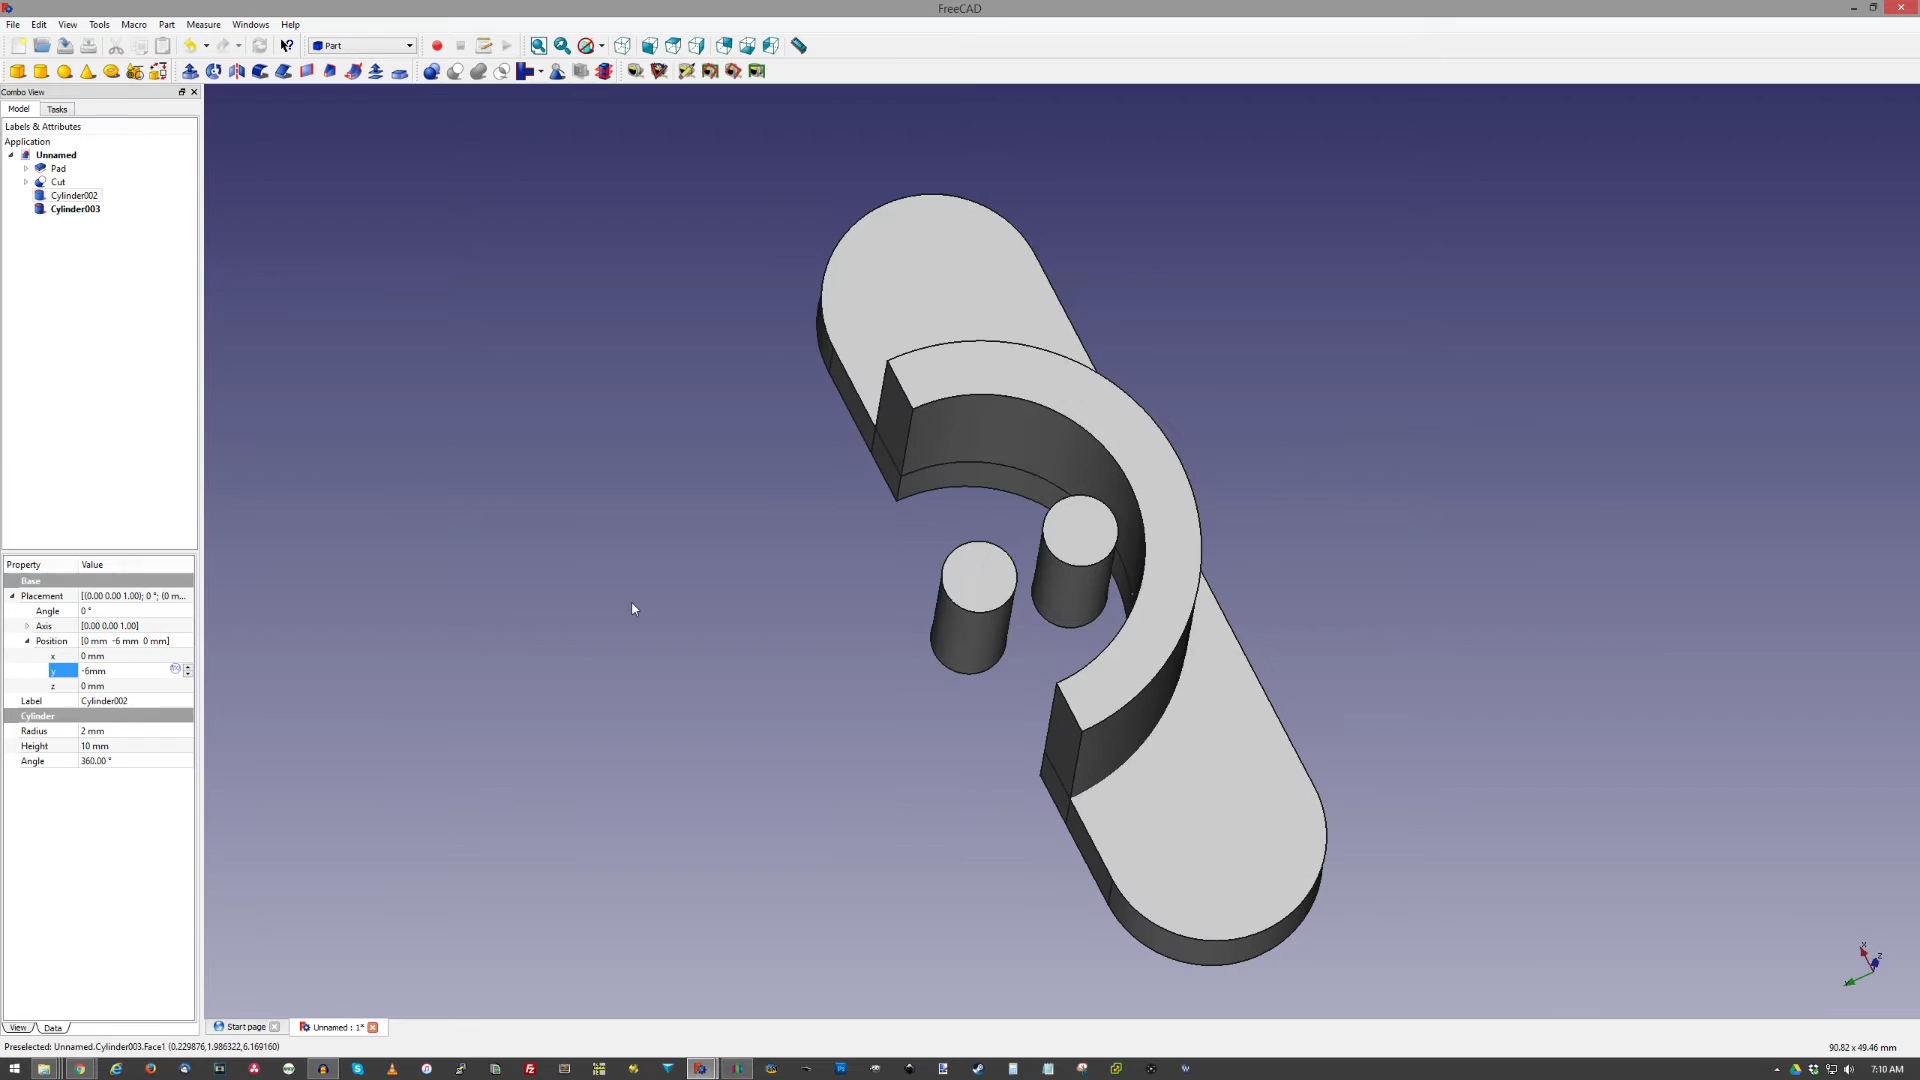 FreeCAD
File Edit View Tools Macro Part Measure Windows Help
Part
Combo View
Model Tasks
Labels & Attributes
Application
Unnamed
Pad
Cut
Cylinder002
Cylinder003
Property Value
Base
Placement [(0.00 0.00 1.00); 0 °; (0 m...
Angle 0 °
Axis [0.00 0.00 1.00]
Position [0 mm -6 mm 0 mm]
x 0 mm
y -6mm
z 0 mm
Label Cylinder002
Cylinder
Radius 2 mm
Height 10 mm
Angle 360.00 °
x
z
View Data
Start page Unnamed : 1*
Preselected: Unnamed.Cylinder003.Face1 (0.229876,1.986322,6.169160)
90.82 x 49.46 mm
7:10 AM